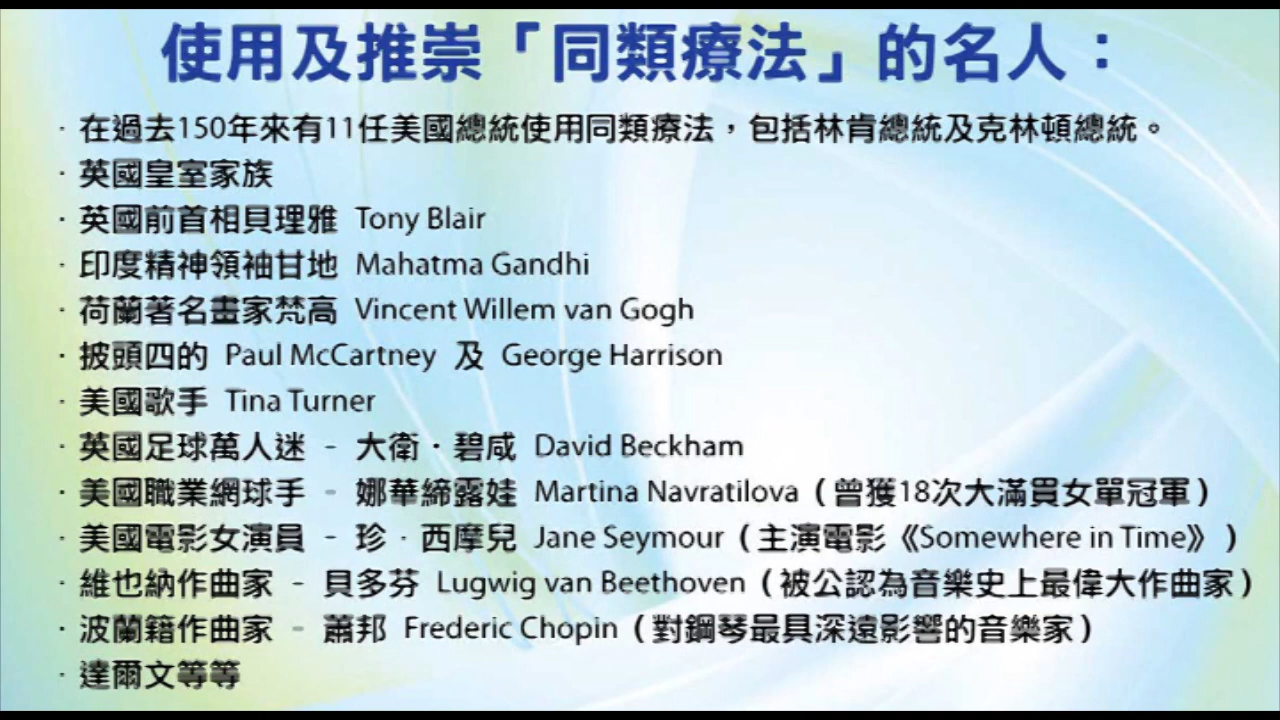 使用及推崇「同類療法」的名人：
· 在過去150年來有11任美國總統使用同類療法，包括林肯總統及克林頓總統。
· 英國皇室家族
· 英國前首相貝理雅 Tony Blair
· 印度精神領袖甘地 Mahatma Gandhi
· 荷蘭著名畫家梵高 Vincent Willem van Gogh
· 披頭四的 Paul McCartney 及 George Harrison
· 美國歌手 Tina Turner
· 英國足球萬人迷 - 大衛・碧咸 David Beckham
· 美國職業網球手 - 娜華締露娃 Martina Navratilova（曾獲18次大滿貫女單冠軍）
· 美國電影女演員 - 珍・西摩兒 Jane Seymour（主演電影《Somewhere in Time》）
· 維也納作曲家 - 貝多芬 Lugwig van Beethoven（被公認為音樂史上最偉大作曲家）
· 波蘭籍作曲家 - 蕭邦 Frederic Chopin（對鋼琴最具深遠影響的音樂家）
· 達爾文等等